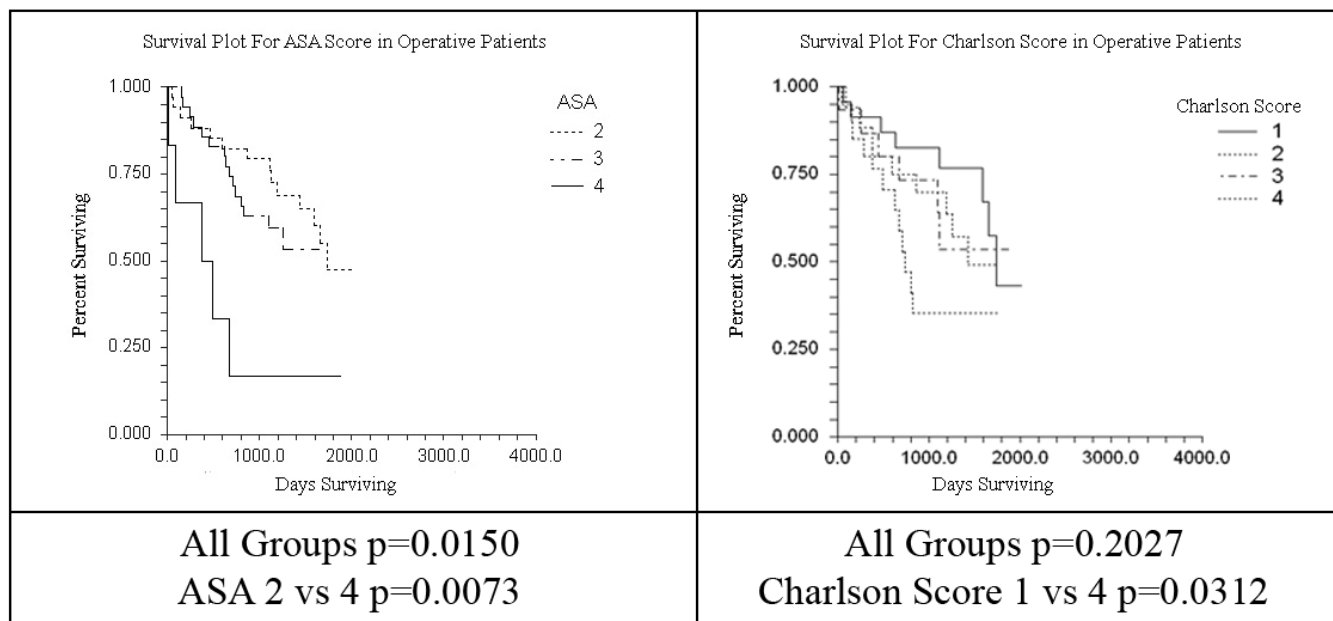 Survival Plot For ASA Score in Operative Patients
1.000
0.750
0.500
0.250
0.000
Percent Surviving
ASA
2
3
4
0.0 1000.0 2000.0 3000.0 4000.0
Days Surviving
Survival Plot For Charlson Score in Operative Patients
1.000
0.750
0.500
0.250
0.000
Percent Surviving
Charlson Score
1
2
3
4
0.0 1000.0 2000.0 3000.0 4000.0
Days Surviving
All Groups p=0.0150
ASA 2 vs 4 p=0.0073
All Groups p=0.2027
Charlson Score 1 vs 4 p=0.0312